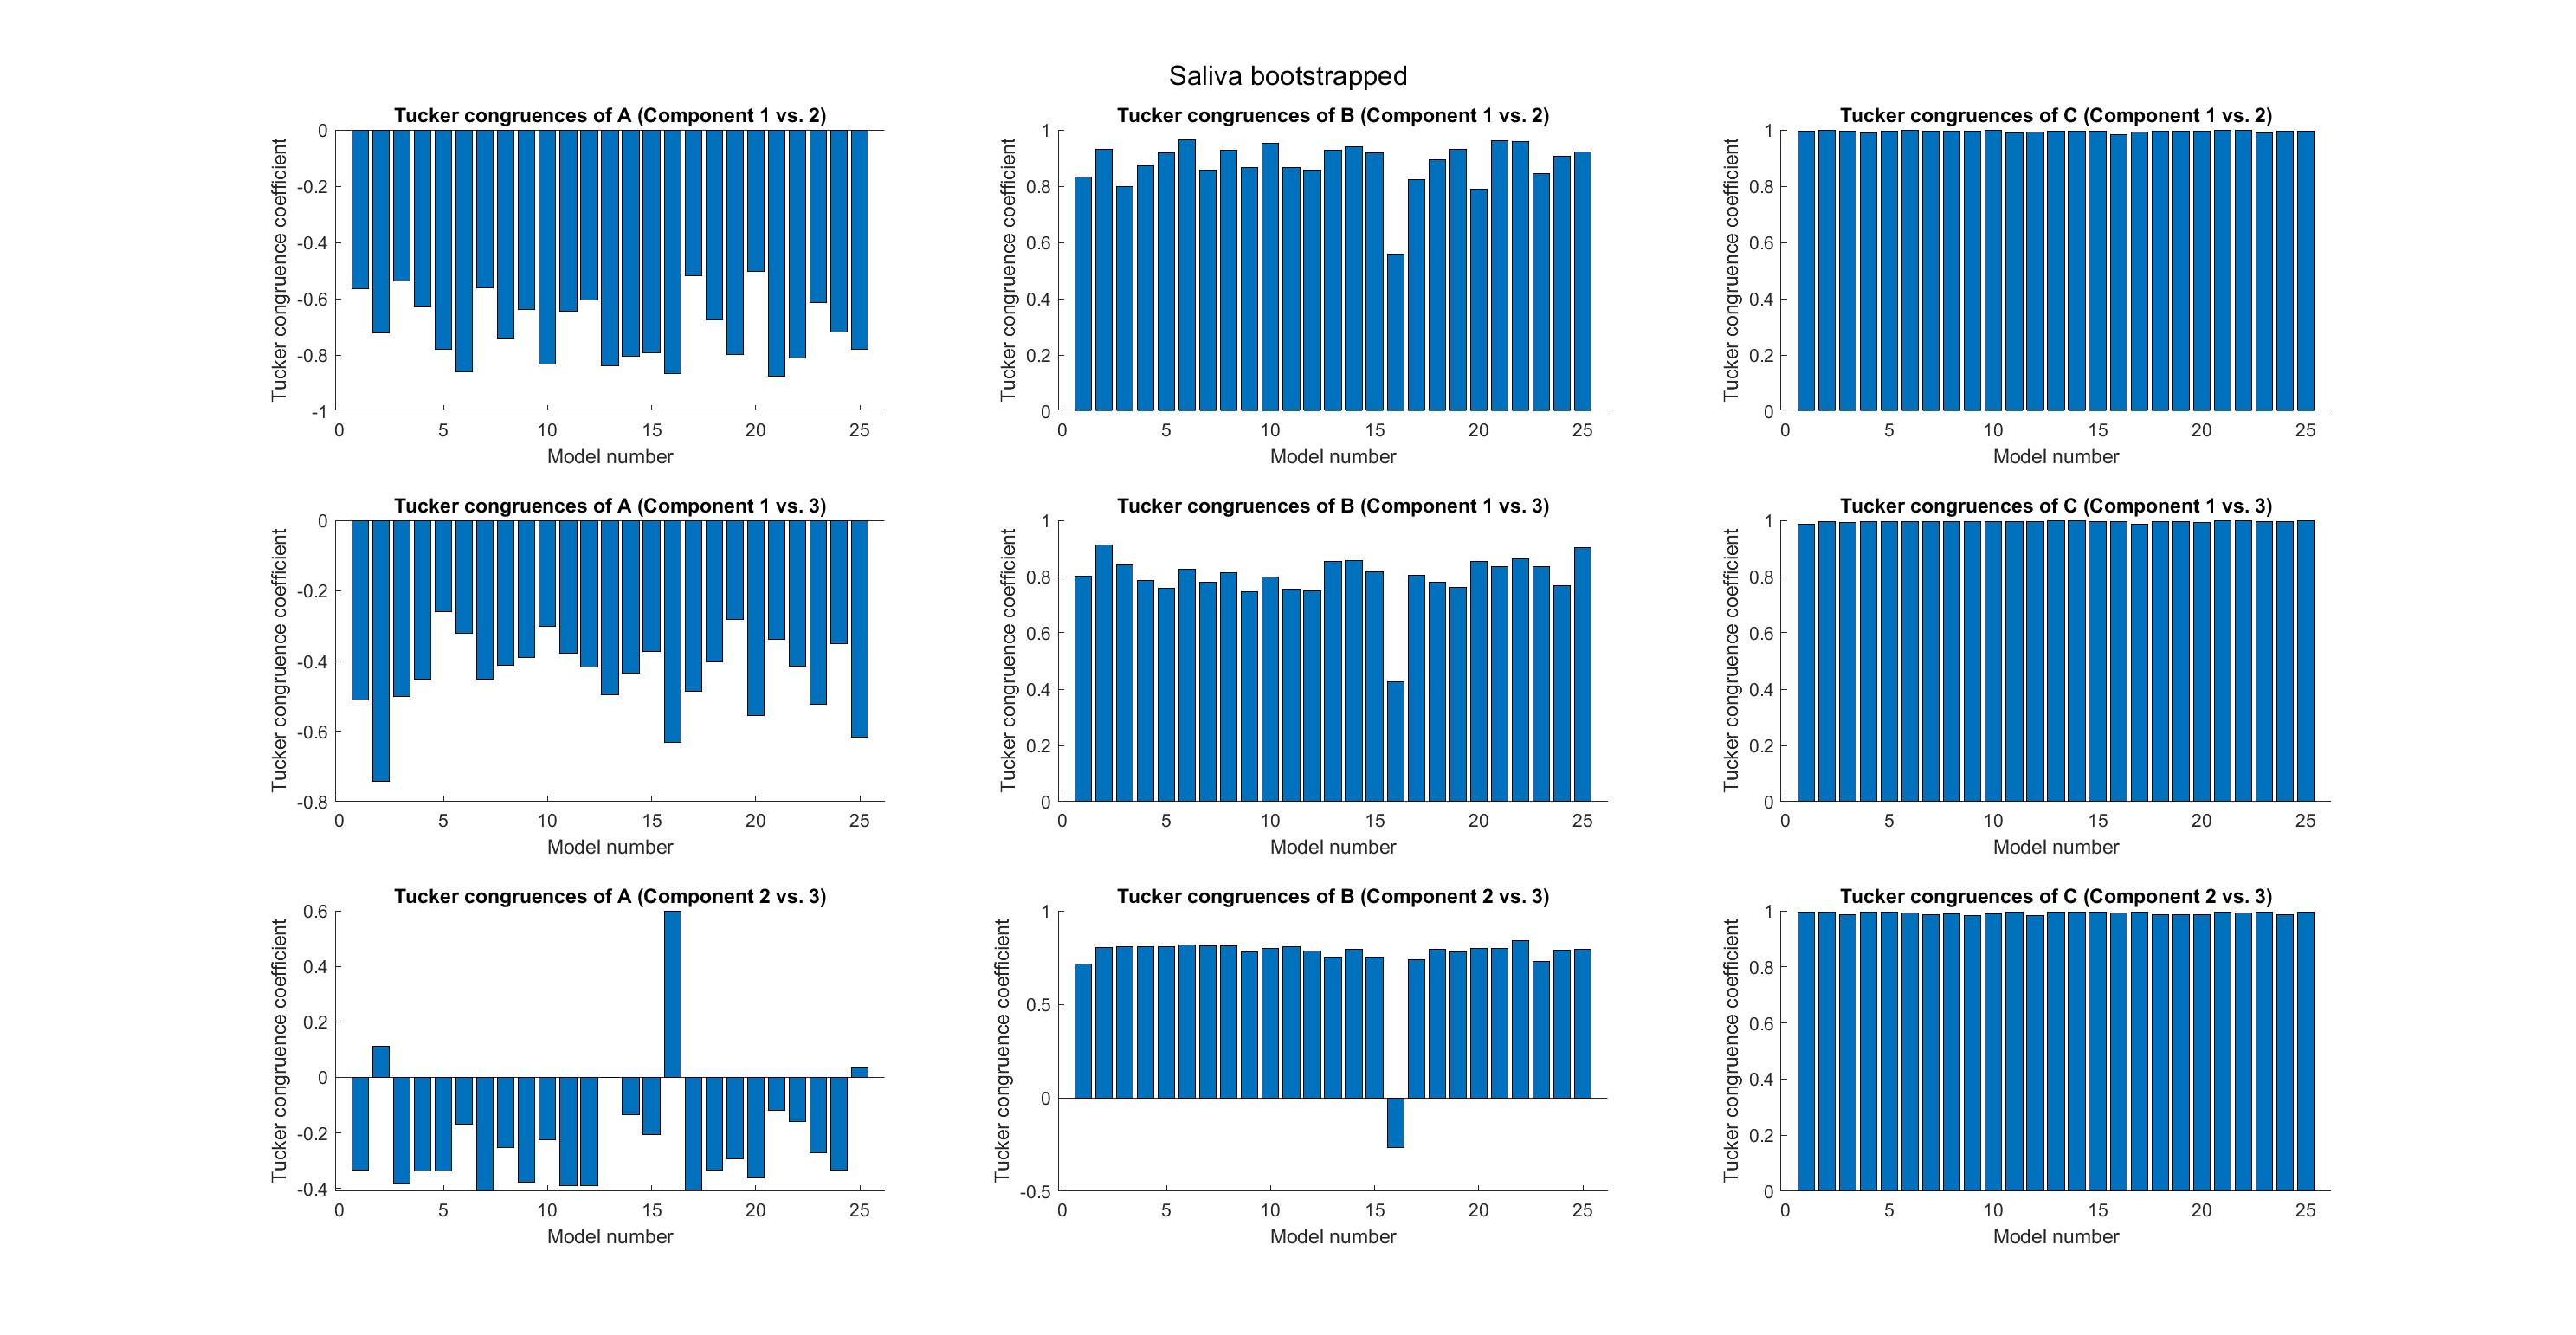 Saliva bootstrapped
Tucker congruences of A (Component 1 vs. 2)
Tucker congruence coefficient
0
-0.2
-0.4
-0.6
-0.8
-1
0 5 10 15 20 25
Model number
Tucker congruences of B (Component 1 vs. 2)
Tucker congruence coefficient
1
0.8
0.6
0.4
0.2
0
0 5 10 15 20 25
Model number
Tucker congruences of C (Component 1 vs. 2)
Tucker congruence coefficient
1
0.8
0.6
0.4
0.2
0
0 5 10 15 20 25
Model number
Tucker congruences of A (Component 1 vs. 3)
Tucker congruence coefficient
0
-0.2
-0.4
-0.6
-0.8
0 5 10 15 20 25
Model number
Tucker congruences of B (Component 1 vs. 3)
Tucker congruence coefficient
1
0.8
0.6
0.4
0.2
0
0 5 10 15 20 25
Model number
Tucker congruences of C (Component 1 vs. 3)
Tucker congruence coefficient
1
0.8
0.6
0.4
0.2
0
0 5 10 15 20 25
Model number
Tucker congruences of A (Component 2 vs. 3)
Tucker congruence coefficient
0.6
0.4
0.2
0
-0.2
-0.4
0 5 10 15 20 25
Model number
Tucker congruences of B (Component 2 vs. 3)
Tucker congruence coefficient
1
0.5
0
-0.5
0 5 10 15 20 25
Model number
Tucker congruences of C (Component 2 vs. 3)
Tucker congruence coefficient
1
0.8
0.6
0.4
0.2
0
0 5 10 15 20 25
Model number